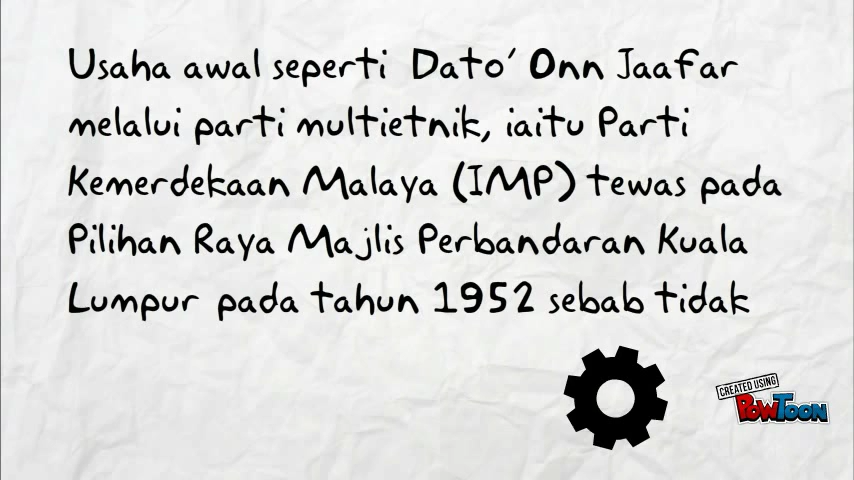 Usaha awal seperti Dato' Onn Jaafar
melalui parti multietnik, iaitu Parti
Kemerdekaan Malaya (IMP) tewas pada
Pilihan Raya Majlis Perbandaran Kuala
Lumpur pada tahun 1952 sebab tidak
CREATED USING
POWTOON